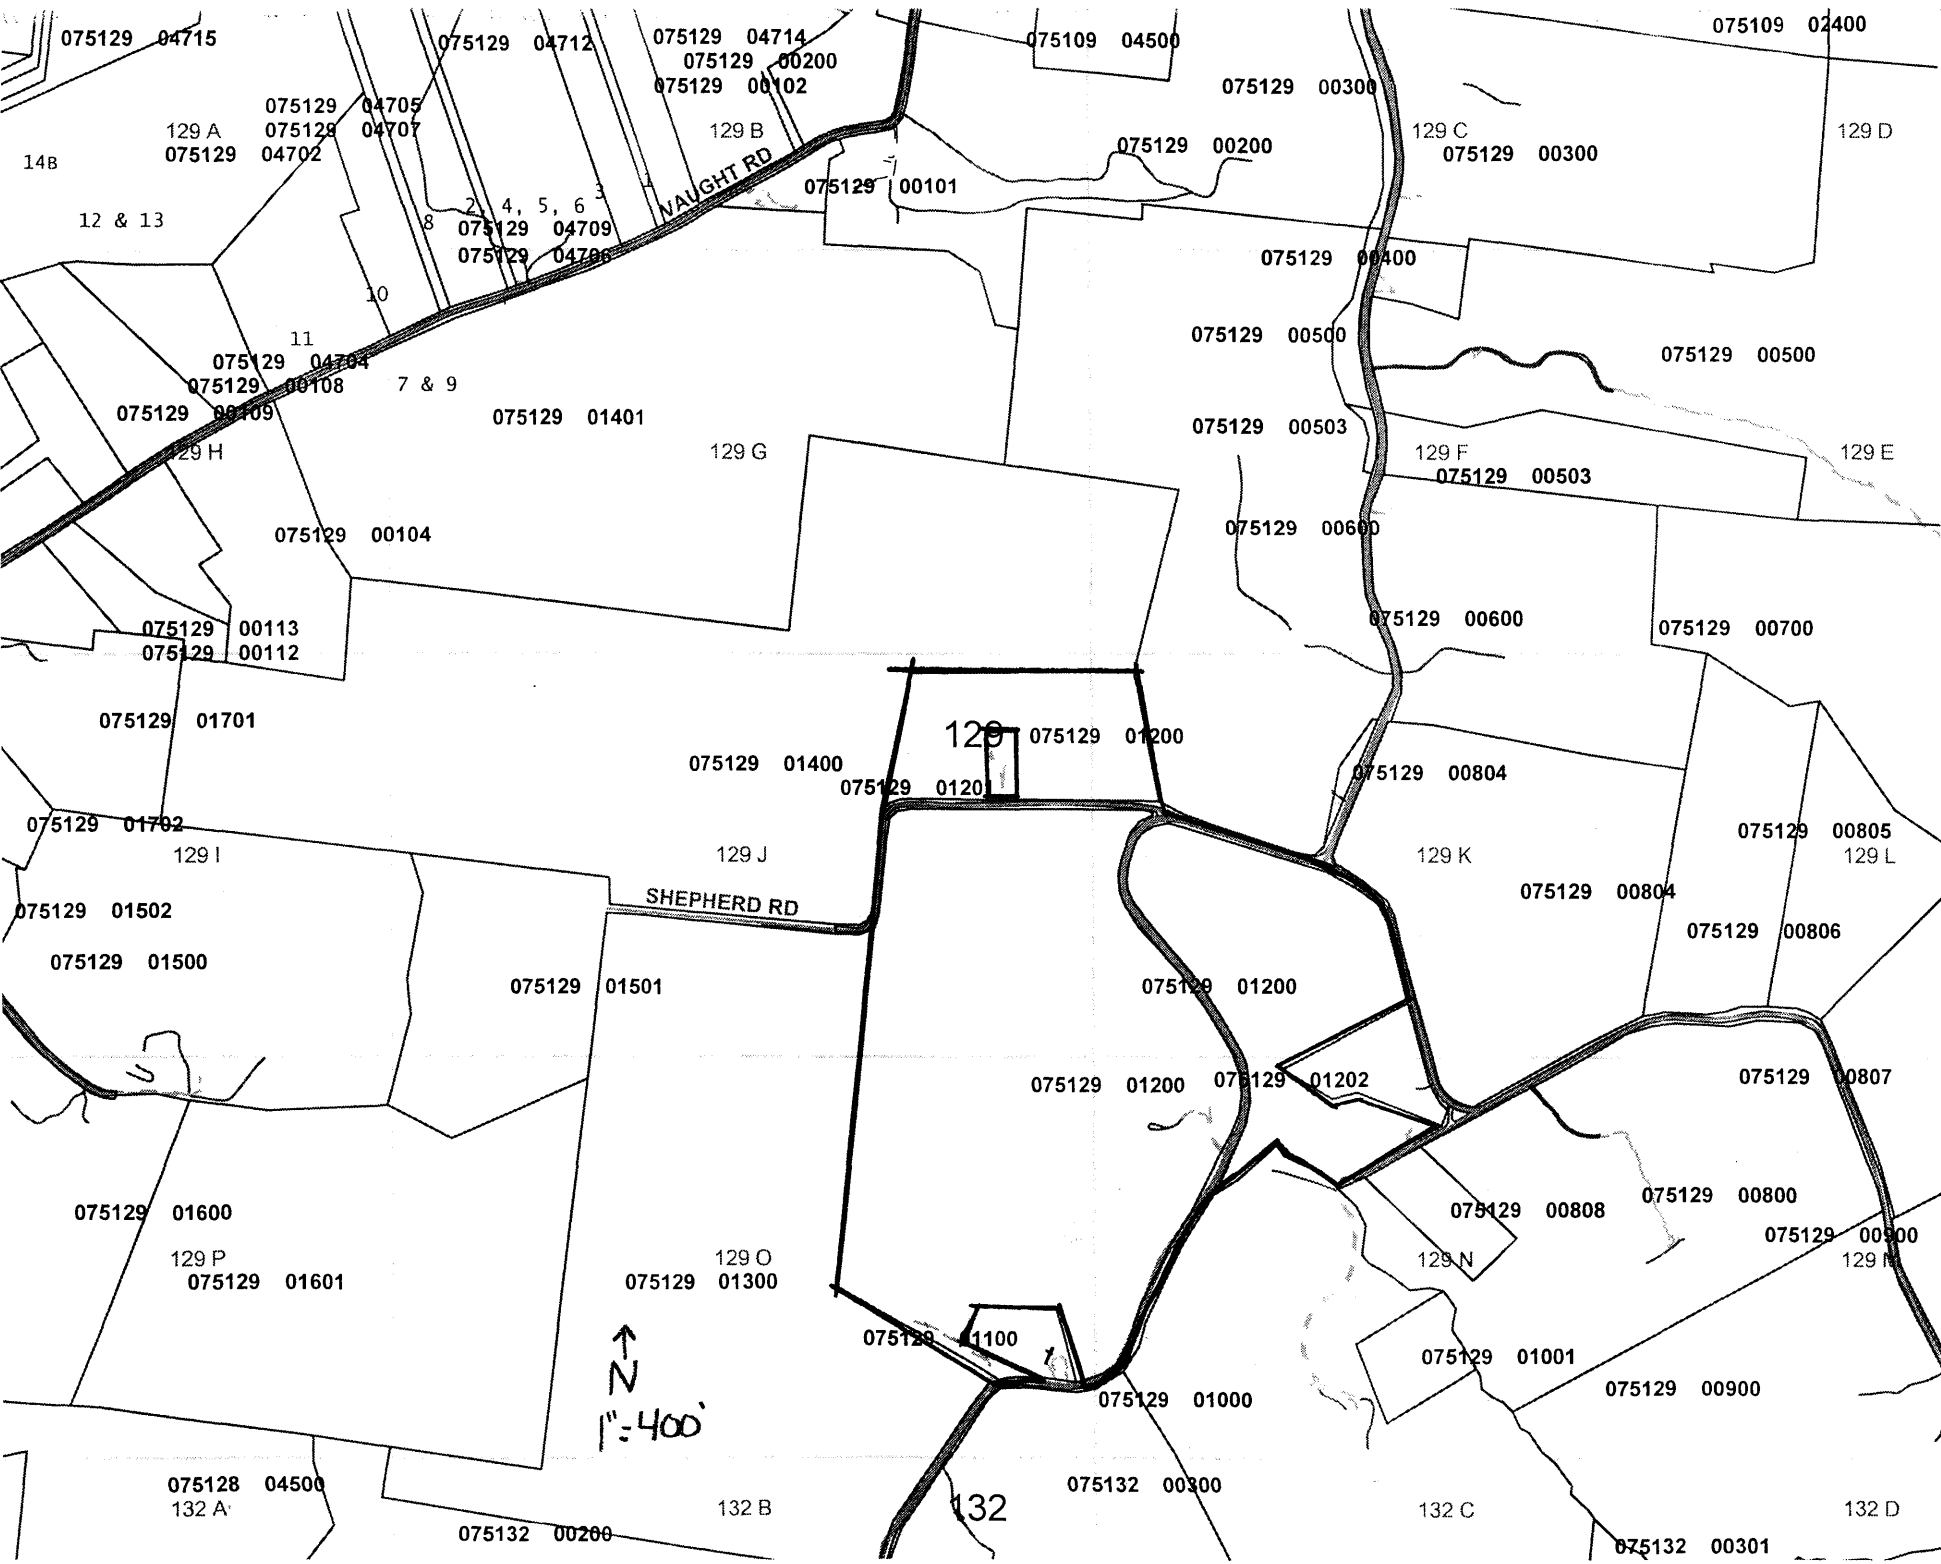 075129 04715
075129 04712
075129 04714
075109 04500
075109 02400
075129 00200
075129 00102
075129 00300
075129 04705
129 A
075129 04707
129 B
129 C
129 D
075129 04702
075129 00200
075129 00300
14B
VAUGHT RD
075129 00101
1
3
2, 4, 5, 6
12 & 13
8
075129 04709
075129 04706
075129 00400
10
11
075129 00500
075129 00500
075129 04704
075129 00108
7 & 9
075129 00109
075129 01401
075129 00503
129 H
129 G
129 F
129 E
075129 00503
075129 00104
075129 00600
075129 00113
075129 00600
075129 00700
075129 00112
075129 01701
129
075129 01200
075129 01400
075129 00804
075129 01201
075129 01702
075129 00805
129 I
129 J
129 K
129 L
SHEPHERD RD
075129 00804
075129 01502
075129 00806
075129 01500
075129 01501
075129 01200
075129 01200
075129 01202
075129 00807
075129 01600
075129 00808
075129 00800
075129 00900
129 P
129 O
129 N
129 M
075129 01601
075129 01300
075129 01100
075129 01001
N
1"=400'
075129 01000
075129 00900
075128 04500
075132 00300
132 A
132 B
132
132 C
132 D
075132 00200
075132 00301